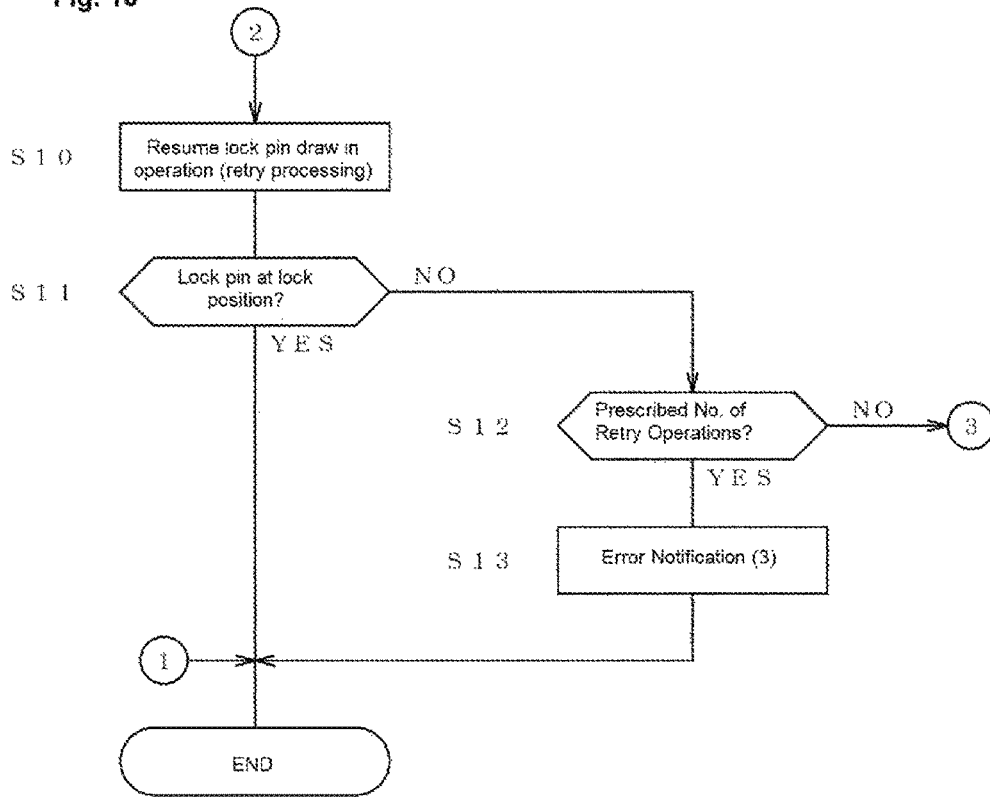 Fig. 10
2
S10
Resume lock pin draw in
operation (retry processing)
S11
Lock pin at lock
position?
NO
YES
S12
Prescribed No. of
Retry Operations?
NO
3
YES
S13
Error Notification (3)
1
END